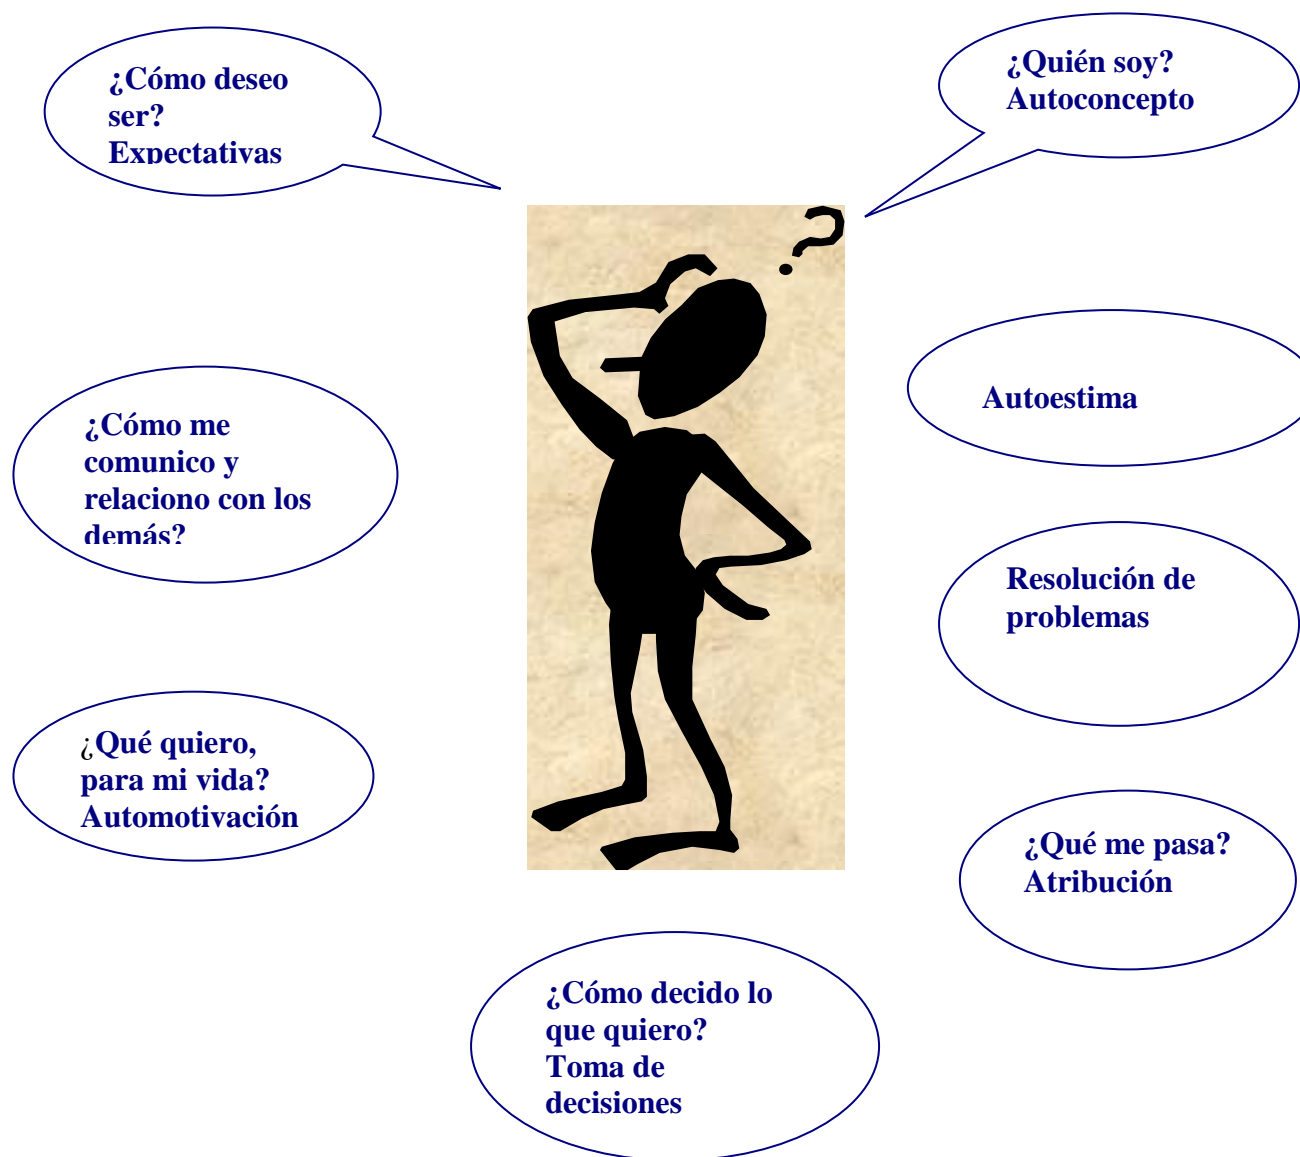 ¿Cómo deseo
ser?
Expectativas
¿Quién soy?
Autoconcepto
Autoestima
¿Cómo me
comunico y
relaciono con los
demás?
Resolución de
problemas
¿Qué quiero,
para mi vida?
Automotivación
¿Qué me pasa?
Atribución
¿Cómo decido lo
que quiero?
Toma de
decisiones
?